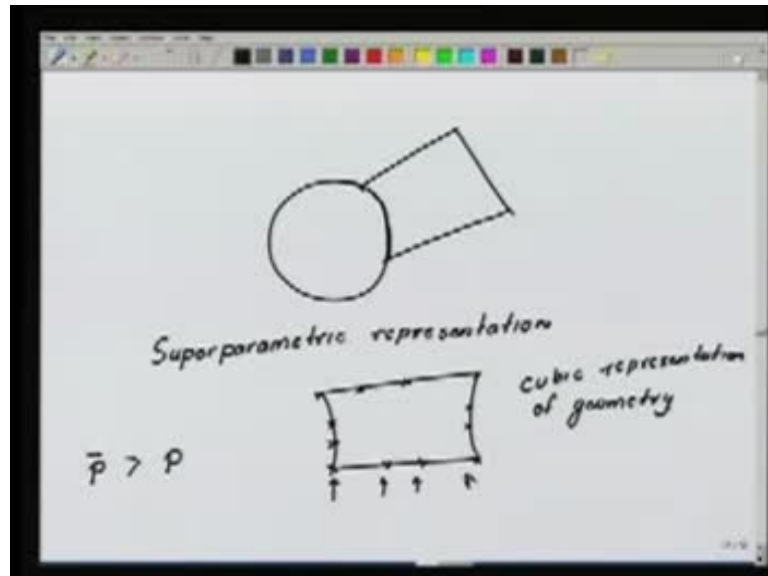 Superparametric representation
cubic representation
of geometry
p̄ > p